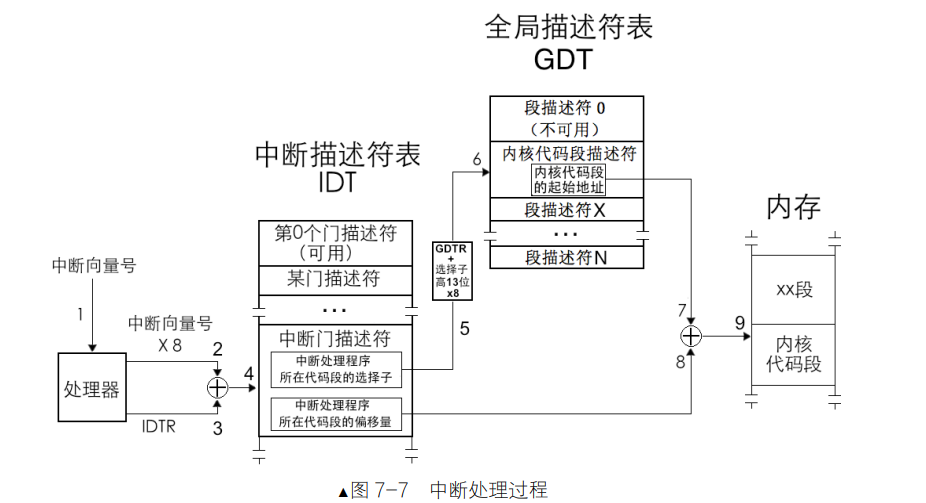 全局描述符表
GDT
段描述符 0
（不可用）
内核代码段描述符
内核代码段
的起始地址
段描述符X
...
段描述符N
中断描述符表
IDT
第0个门描述符
（可用）
某门描述符
...
中断门描述符
中断处理程序
所在代码段的选择子
中断处理程序
所在代码段的偏移量
中断向量号
1
处理器
中断向量号
X 8
2
IDTR
3
4
GDTR
+
选择子
高13位
x8
5
6
7
8
9
内存
xx段
内核
代码段
▲图 7-7 中断处理过程